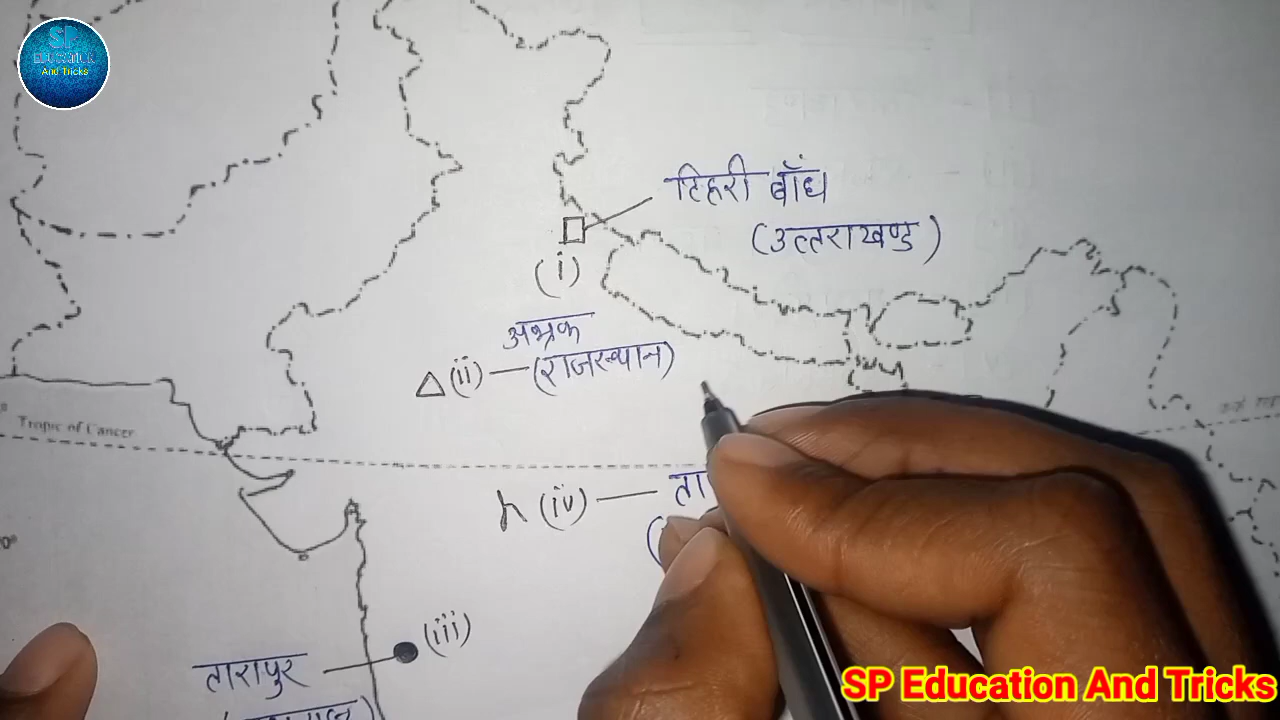 SP
EDUCATION
And Tricks
टिहरी बाँध
(उत्तराखण्ड)
(i)
अभ्रक
(ii) — (राजस्थान)
Tropic of Cancer
(iv) — ता
(iii)
तारापुर
SP Education And Tricks